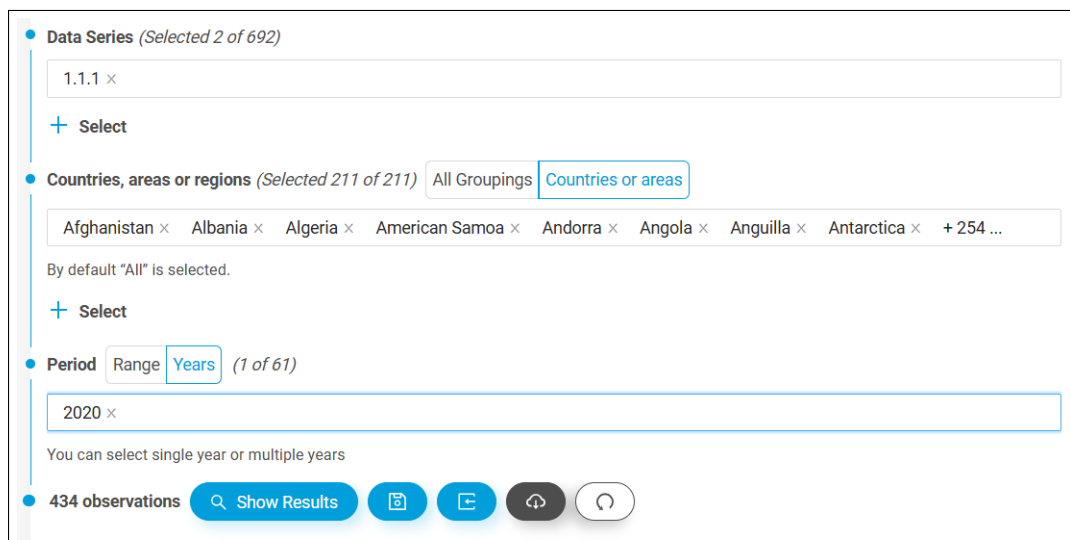 Data Series (Selected 2 of 692)
1.1.1 ×
+ Select
Countries, areas or regions (Selected 211 of 211) All Groupings Countries or areas
Afghanistan × Albania × Algeria × American Samoa × Andorra × Angola × Anguilla × Antarctica × + 254 ...
By default “All” is selected.
+ Select
Period Range Years (1 of 61)
2020 ×
You can select single year or multiple years
434 observations Show Results